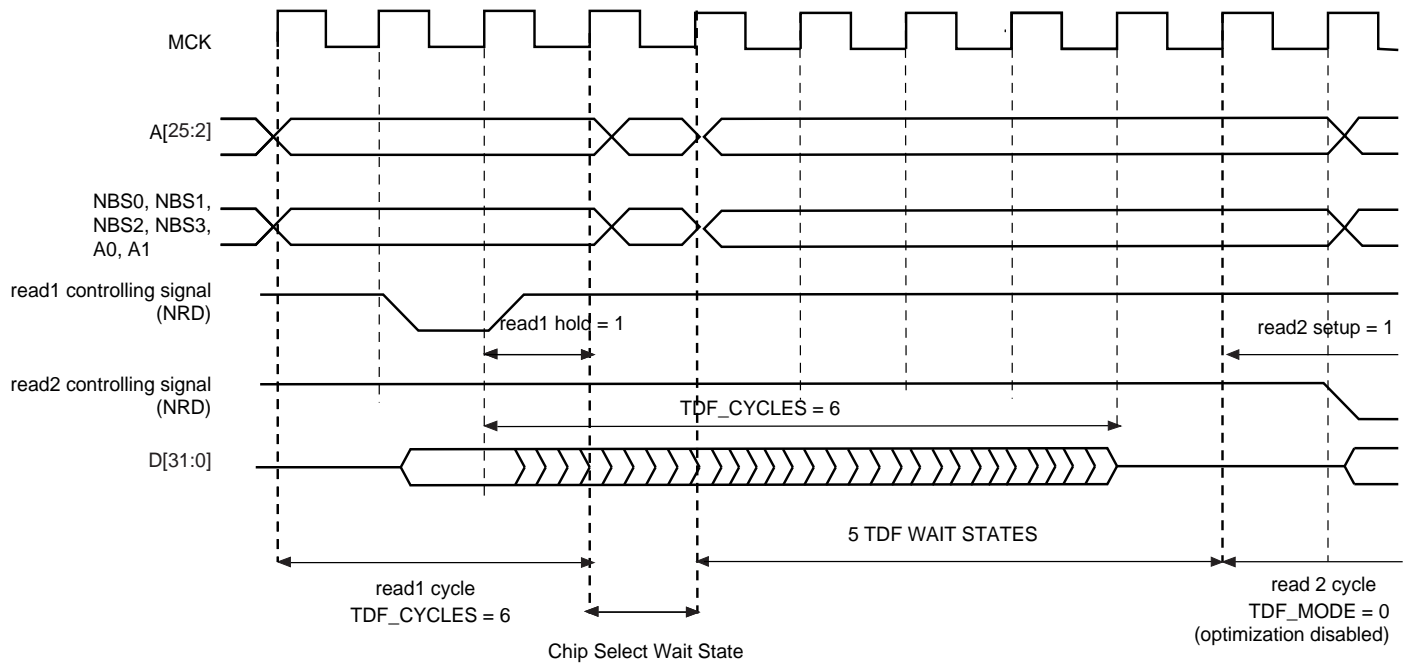 MCK
A[25:2]
NBS0, NBS1,
NBS2, NBS3,
A0, A1
read1 controlling signal
(NRD)
read1 hold = 1
read2 setup = 1
read2 controlling signal
(NRD)
TDF_CYCLES = 6
D[31:0]
5 TDF WAIT STATES
read1 cycle
TDF_CYCLES = 6
Chip Select Wait State
read 2 cycle
TDF_MODE = 0
(optimization disabled)